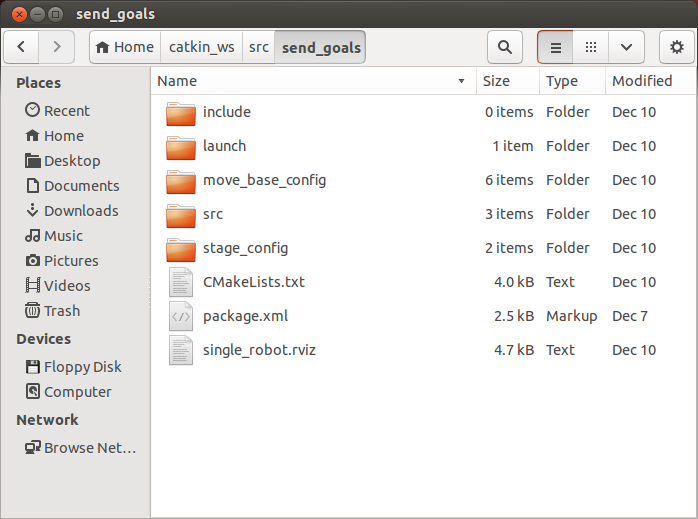 send_goals
Home catkin_ws src send_goals
Places
Recent
Home
Desktop
Documents
Downloads
Music
Pictures
Videos
Trash
Devices
Floppy Disk
Computer
Network
Browse Net…
Name Size Type Modified
include 0 items Folder Dec 10
launch 1 item Folder Dec 10
move_base_config 6 items Folder Dec 10
src 3 items Folder Dec 10
stage_config 2 items Folder Dec 10
CMakeLists.txt 4.0 kB Text Dec 10
package.xml 2.5 kB Markup Dec 7
single_robot.rviz 4.7 kB Text Dec 10